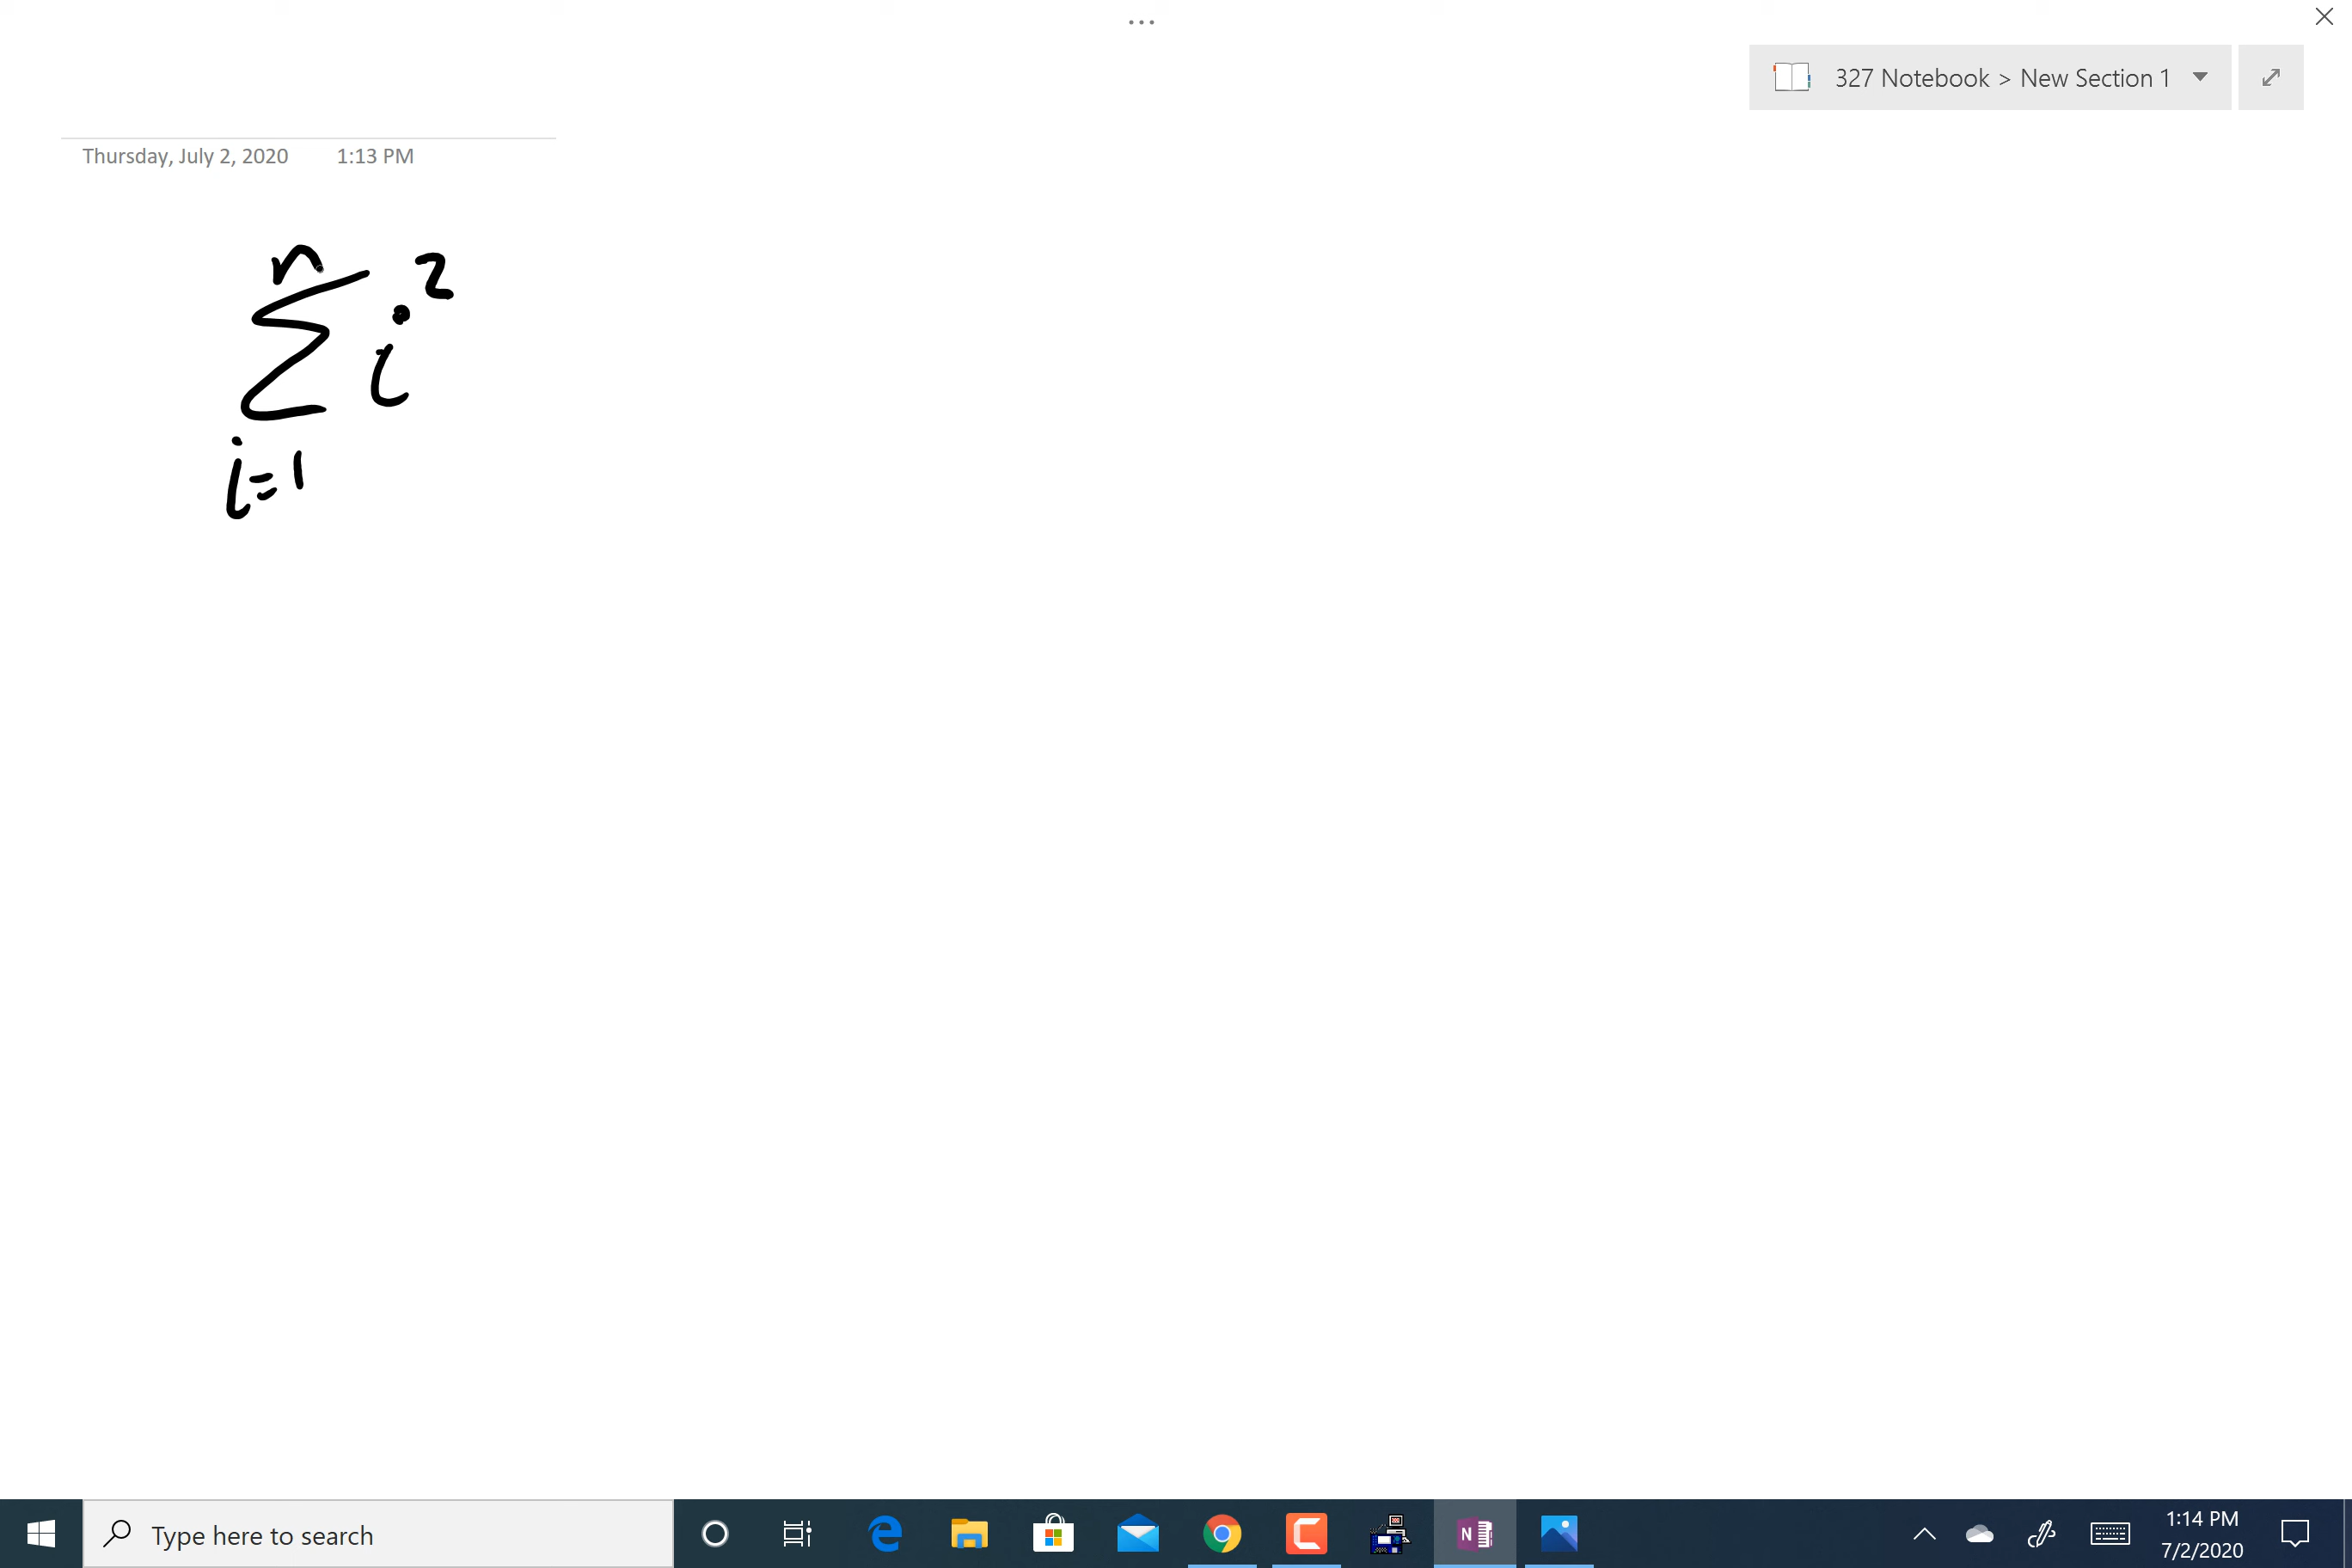 327 Notebook > New Section 1
Thursday, July 2, 2020 1:13 PM
n
∑ i²
i=1
Type here to search
N
1:14 PM
7/2/2020